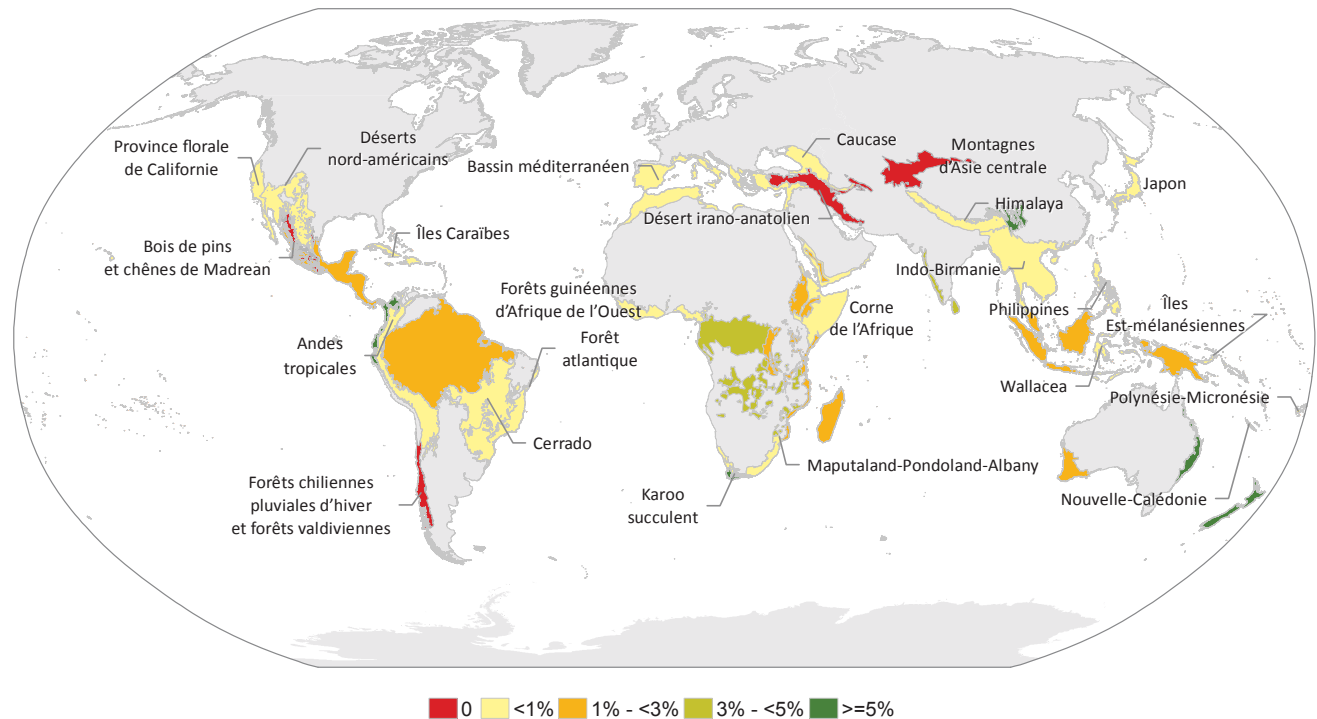 Province florale
de Californie
Déserts
nord-américains
Bassin méditerranéen
Caucase
Montagnes
d’Asie centrale
Japon
Himalaya
Désert irano-anatolien
Bois de pins
et chênes de Madrean
Îles Caraïbes
Indo-Birmanie
Forêts guinéennes
d’Afrique de l’Ouest
Corne
de l’Afrique
Philippines
Îles
Est-mélanésiennes
Andes
tropicales
Forêt
atlantique
Wallacea
Polynésie-Micronésie
Cerrado
Maputaland-Pondoland-Albany
Forêts chiliennes
pluviales d’hiver
et forêts valdiviennes
Karoo
succulent
Nouvelle-Calédonie
0 <1% 1% - <3% 3% - <5% >=5%